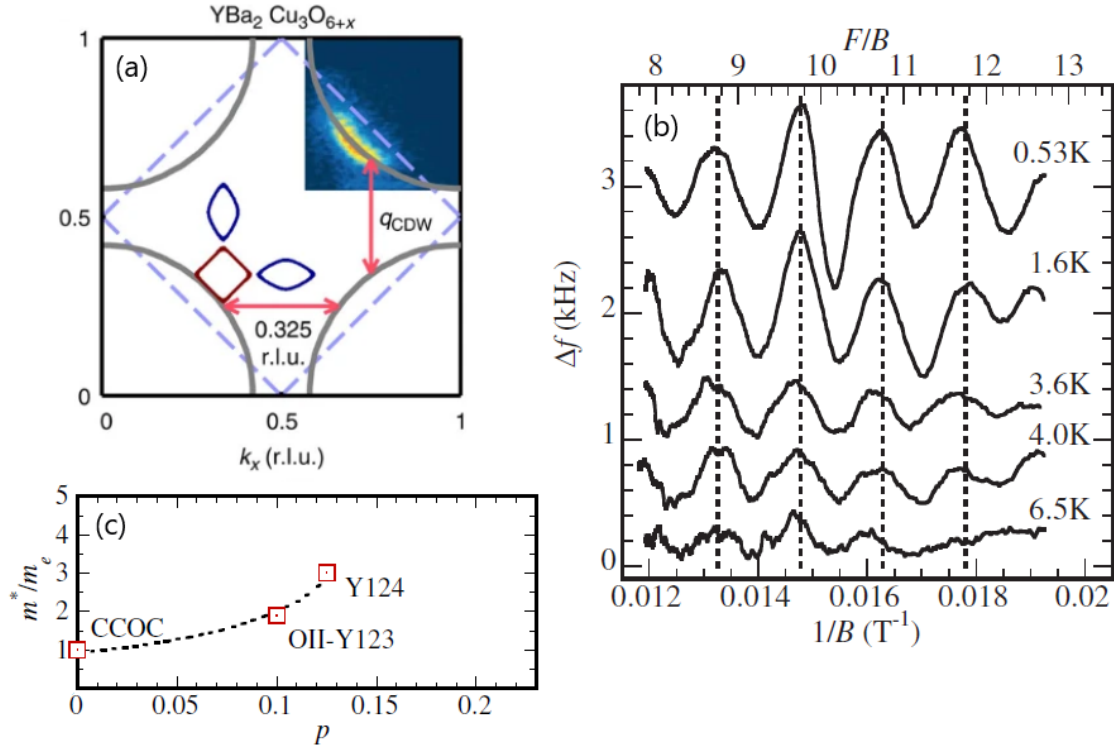 YBa₂ Cu₃O₆₊ₓ
(a)
1
0.5
0
qCDW
0.325
r.l.u.
0
0.5
1
kₓ (r.l.u.)
F/B
8 9 10 11 12 13
(b)
0.53K
1.6K
3.6K
4.0K
6.5K
3
2
1
0
Δf (kHz)
0.012 0.014 0.016 0.018 0.02
1/B (T⁻¹)
(c)
5
4
3
2
1
m*/mₑ
CCOC
OII-Y123
Y124
0 0.05 0.1 0.15 0.2
p